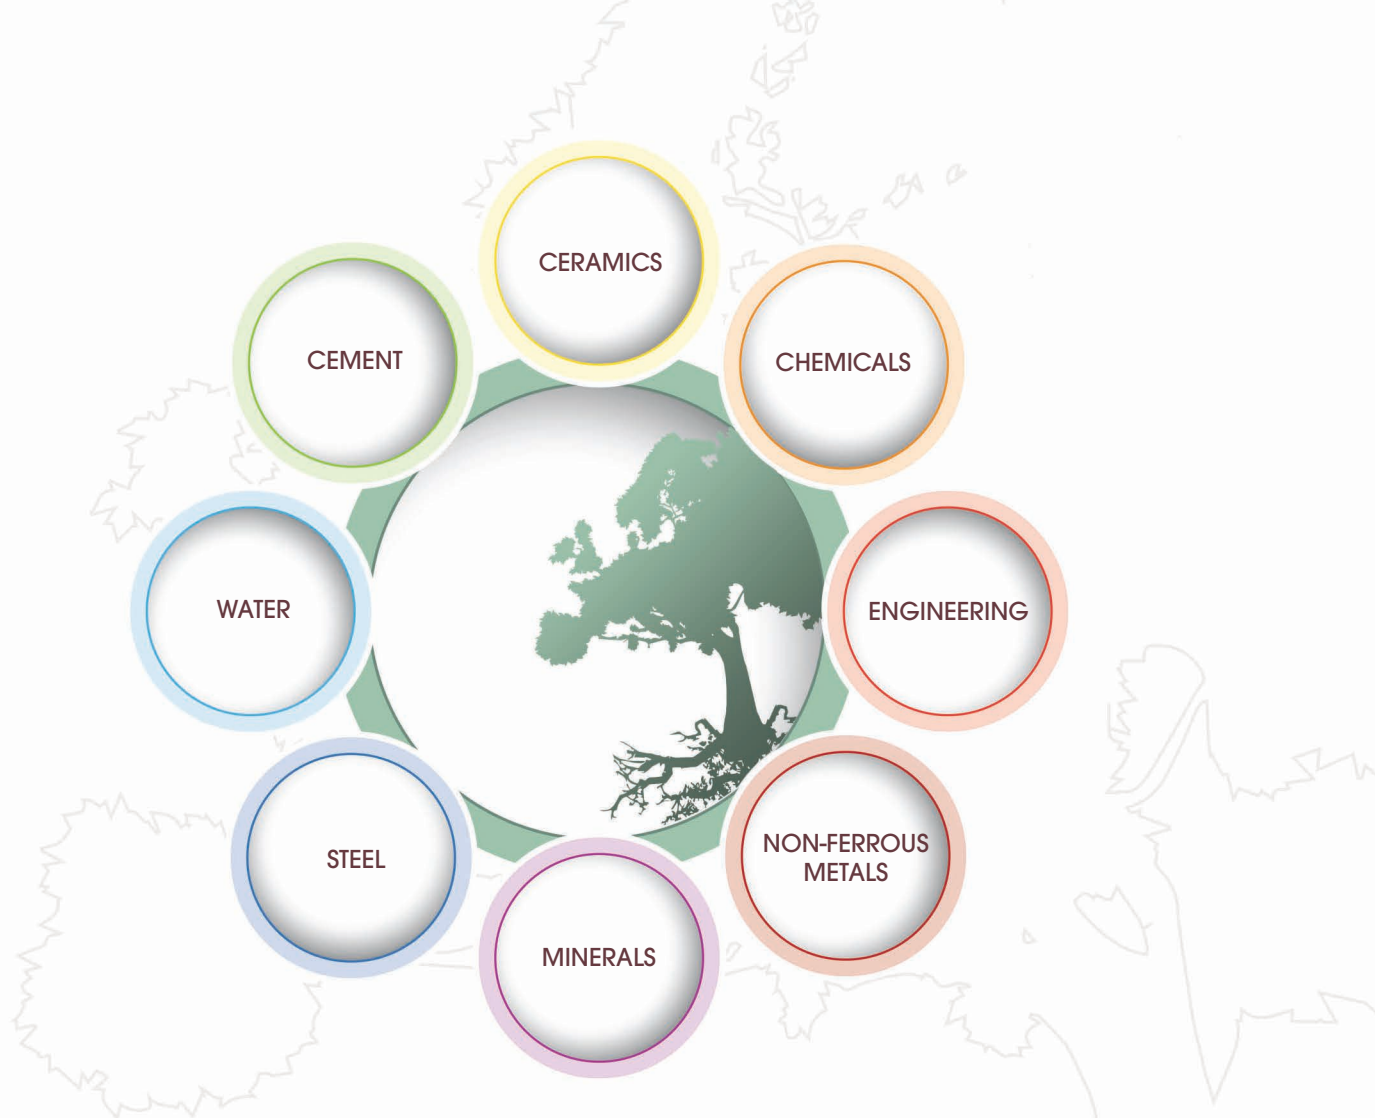 CERAMICS
CEMENT
CHEMICALS
WATER
ENGINEERING
STEEL
NON-FERROUS
METALS
MINERALS